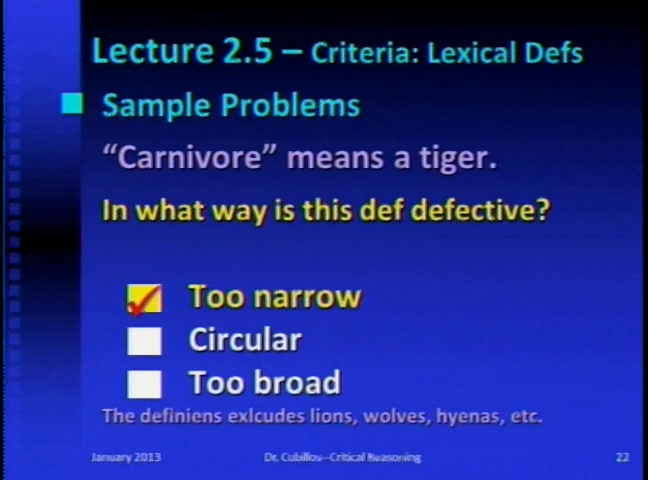 Lecture 2.5 – Criteria: Lexical Defs
Sample Problems
“Carnivore” means a tiger.
In what way is this def defective?
Too narrow
Circular
Too broad
The definiens exlcudes lions, wolves, hyenas, etc.
January 2013
Dr. Cubillos--Critical Reasoning
22